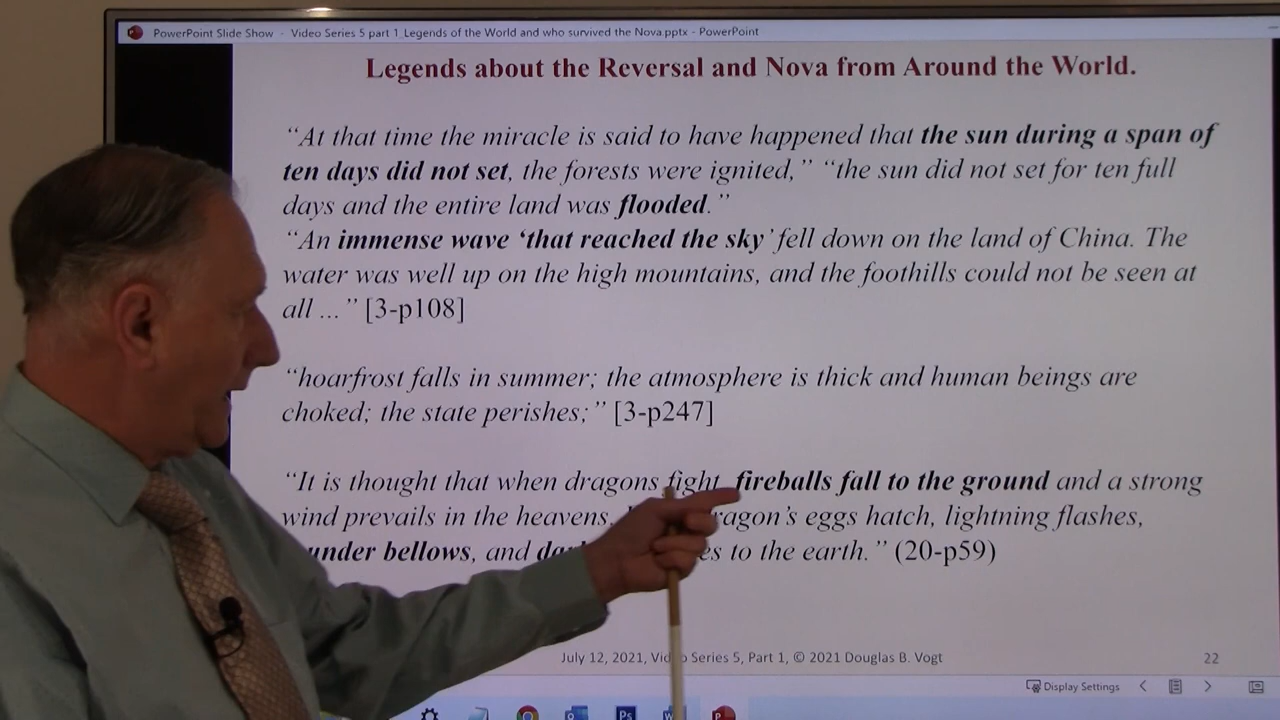 PowerPoint Slide Show - Video Series 5 part 1_Legends of the World and who survived the Nova.pptx - PowerPoint
Legends about the Reversal and Nova from Around the World.
“At that time the miracle is said to have happened that the sun during a span of
ten days did not set, the forests were ignited,” “the sun did not set for ten full
days and the entire land was flooded.”
“An immense wave ‘that reached the sky’ fell down on the land of China. The
water was well up on the high mountains, and the foothills could not be seen at
all …” [3-p108]
“hoarfrost falls in summer; the atmosphere is thick and human beings are
choked; the state perishes;” [3-p247]
“It is thought that when dragons fight, fireballs fall to the ground and a strong
wind prevails in the heavens, ragon’s eggs hatch, lightning flashes,
under bellows, and to the earth.” (20-p59)
July 12, 2021, Video Series 5, Part 1, © 2021 Douglas B. Vogt
22
Display Settings